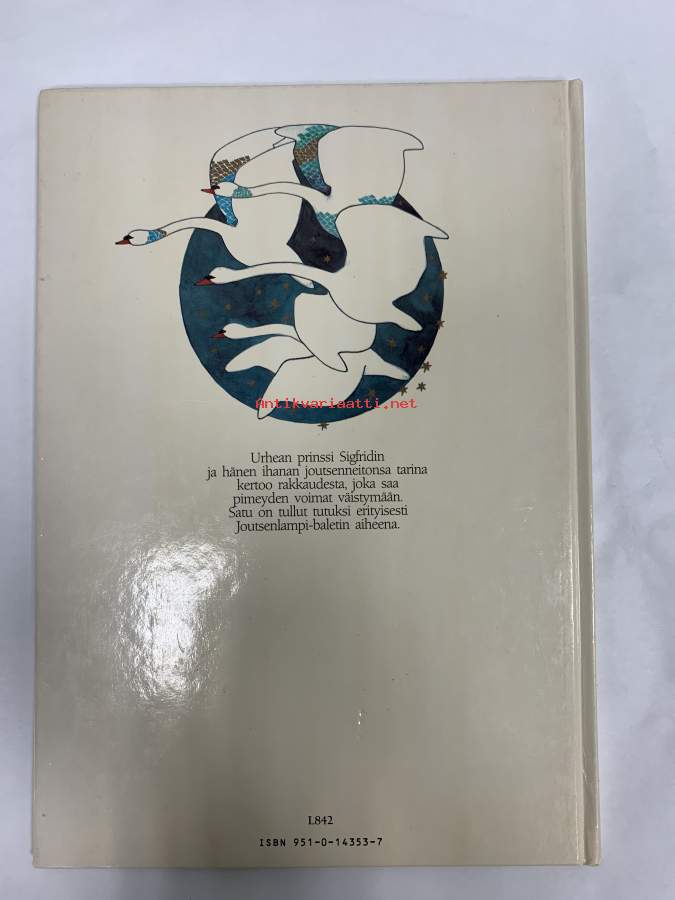 Antikvariaatti.net
Urhean prinssi Sigfridin
ja hänen ihanan joutsenneitonsa tarina
kertoo rakkaudesta, joka saa
pimeyden voimat väistymään.
Satu on tullut tutuksi erityisesti
Joutsenlampi-baletin aiheena.
L842
ISBN 951-0-14353-7